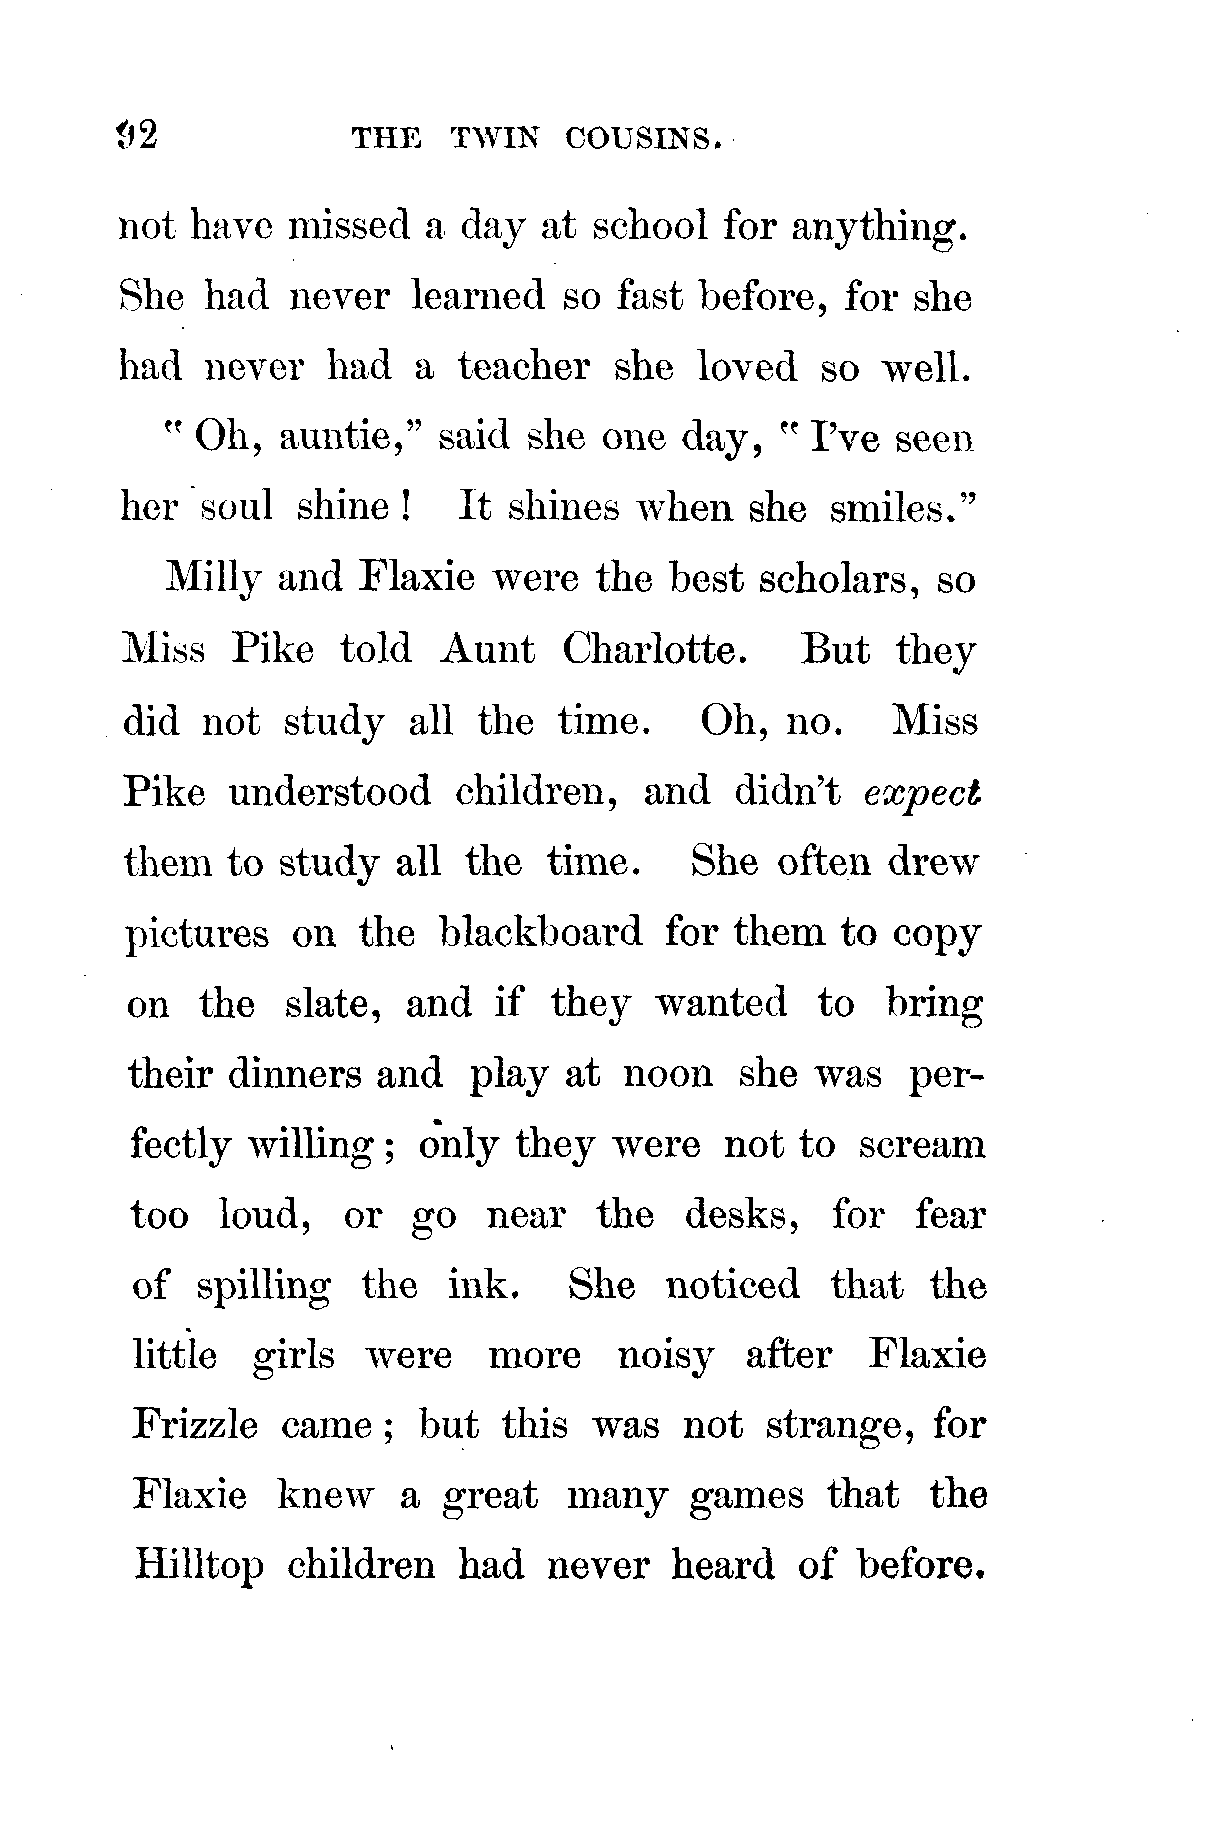 92 THE TWIN COUSINS.
not have missed a day at school for anything.
She had never learned so fast before, for she
had never had a teacher she loved so well.
"Oh, auntie," said she one day, "I've seen
her soul shine! It shines when she smiles."
Milly and Flaxie were the best scholars, so
Miss Pike told Aunt Charlotte. But they
did not study all the time. Oh, no. Miss
Pike understood children, and didn't expect
them to study all the time. She often drew
pictures on the blackboard for them to copy
on the slate, and if they wanted to bring
their dinners and play at noon she was per-
fectly willing; only they were not to scream
too loud, or go near the desks, for fear
of spilling the ink. She noticed that the
little girls were more noisy after Flaxie
Frizzle came; but this was not strange, for
Flaxie knew a great many games that the
Hilltop children had never heard of before.